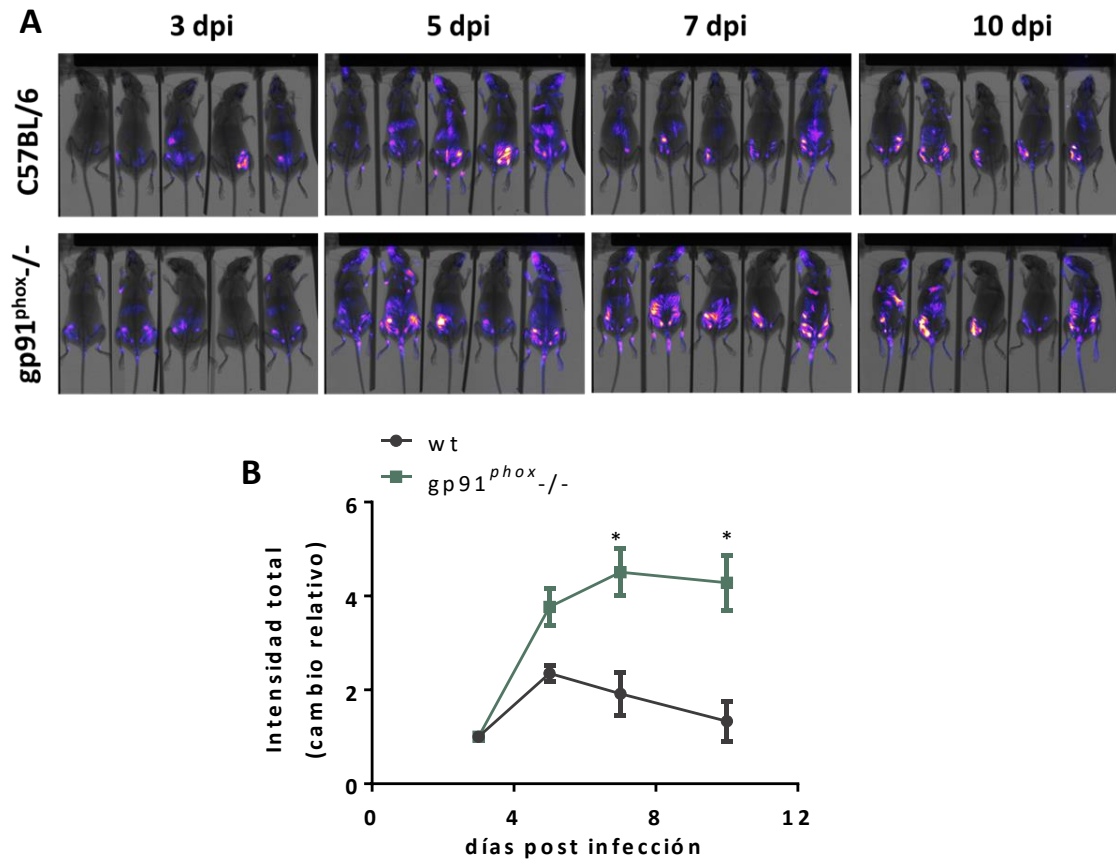 A
3 dpi
5 dpi
7 dpi
10 dpi
C57BL/6
gp91phox-/-
B
wt
gp91phox-/-
Intensidad total
(cambio relativo)
6
4
2
0
*
*
0
4
8
12
días post infección